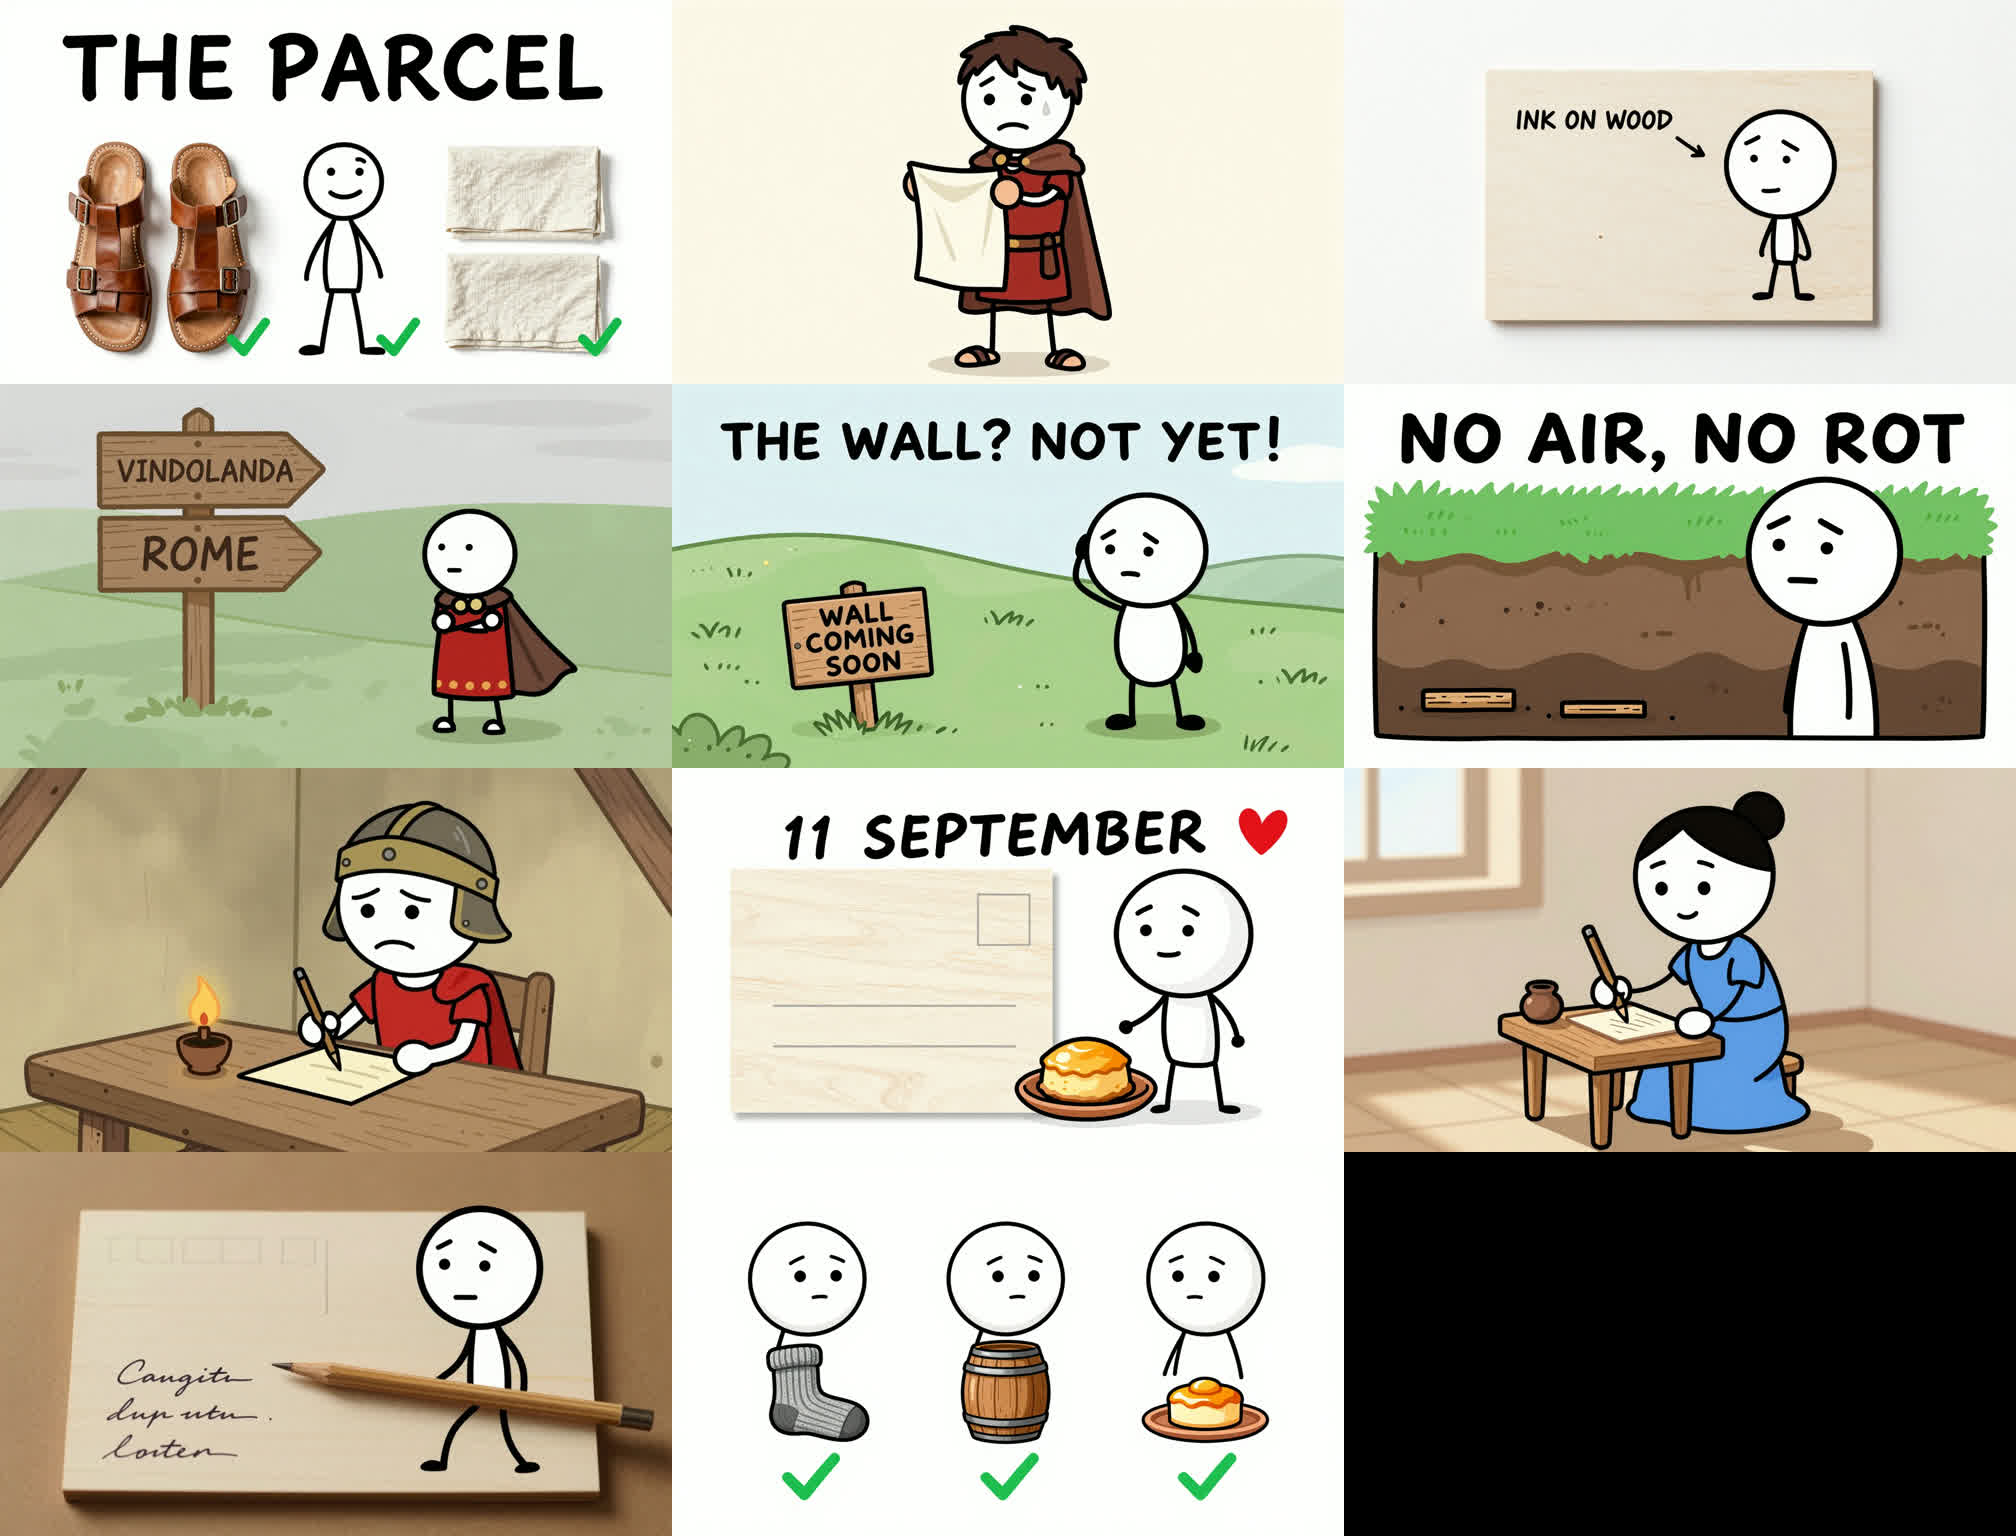 THE PARCEL
INK ON WOOD
VINDOLANDA
ROME
THE WALL? NOT YET!
WALL
COMING
SOON
NO AIR, NO ROT
11 SEPTEMBER